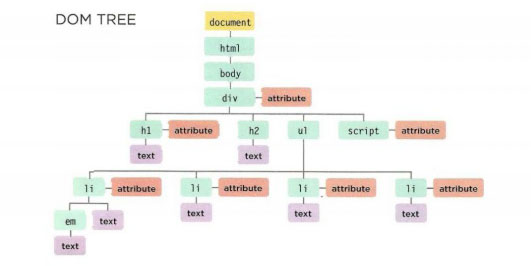 DOM TREE
document
html
body
div attribute
h1 attribute h2 ul script attribute
text text
li attribute li attribute li attribute li attribute
em text text text text
text